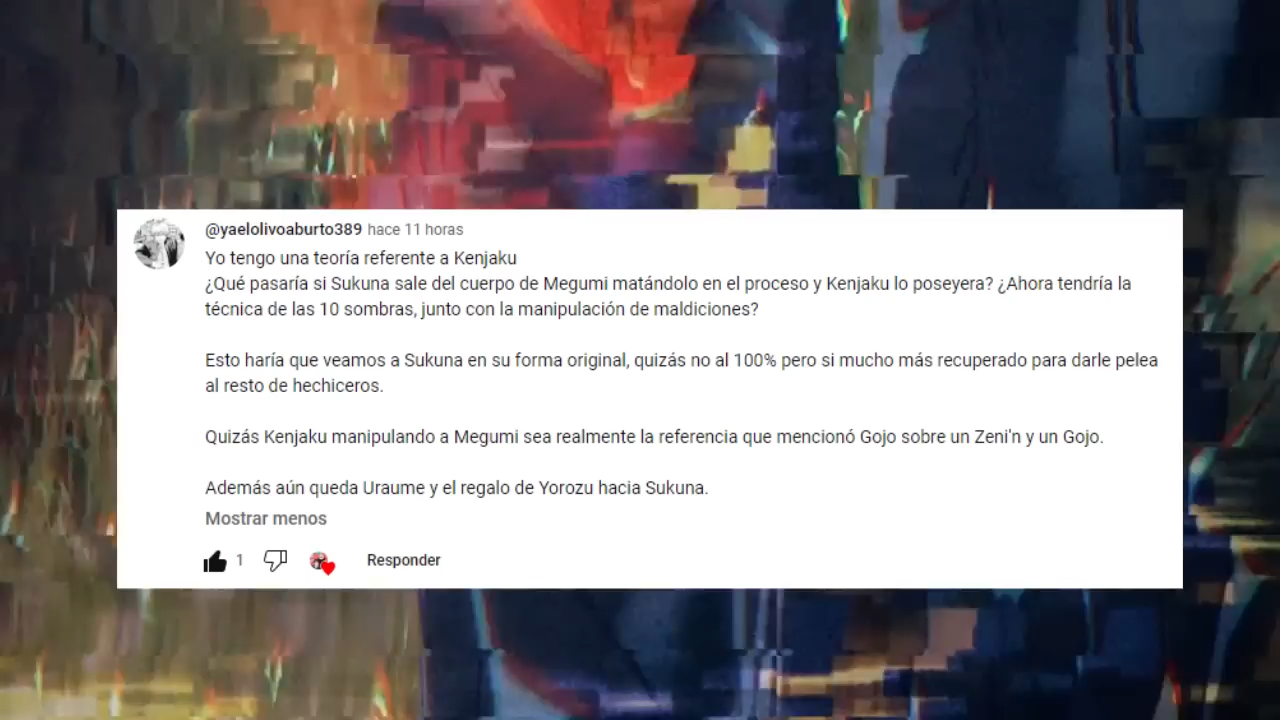 @yaelolivoaburto389 hace 11 horas
Yo tengo una teoría referente a Kenjaku
¿Qué pasaría si Sukuna sale del cuerpo de Megumi matándolo en el proceso y Kenjaku lo poseyera? ¿Ahora tendría la
técnica de las 10 sombras, junto con la manipulación de maldiciones?
Esto haría que veamos a Sukuna en su forma original, quizás no al 100% pero si mucho más recuperado para darle pelea
al resto de hechiceros.
Quizás Kenjaku manipulando a Megumi sea realmente la referencia que mencionó Gojo sobre un Zeni'n y un Gojo.
Además aún queda Uraume y el regalo de Yorozu hacia Sukuna.
Mostrar menos
1 Responder